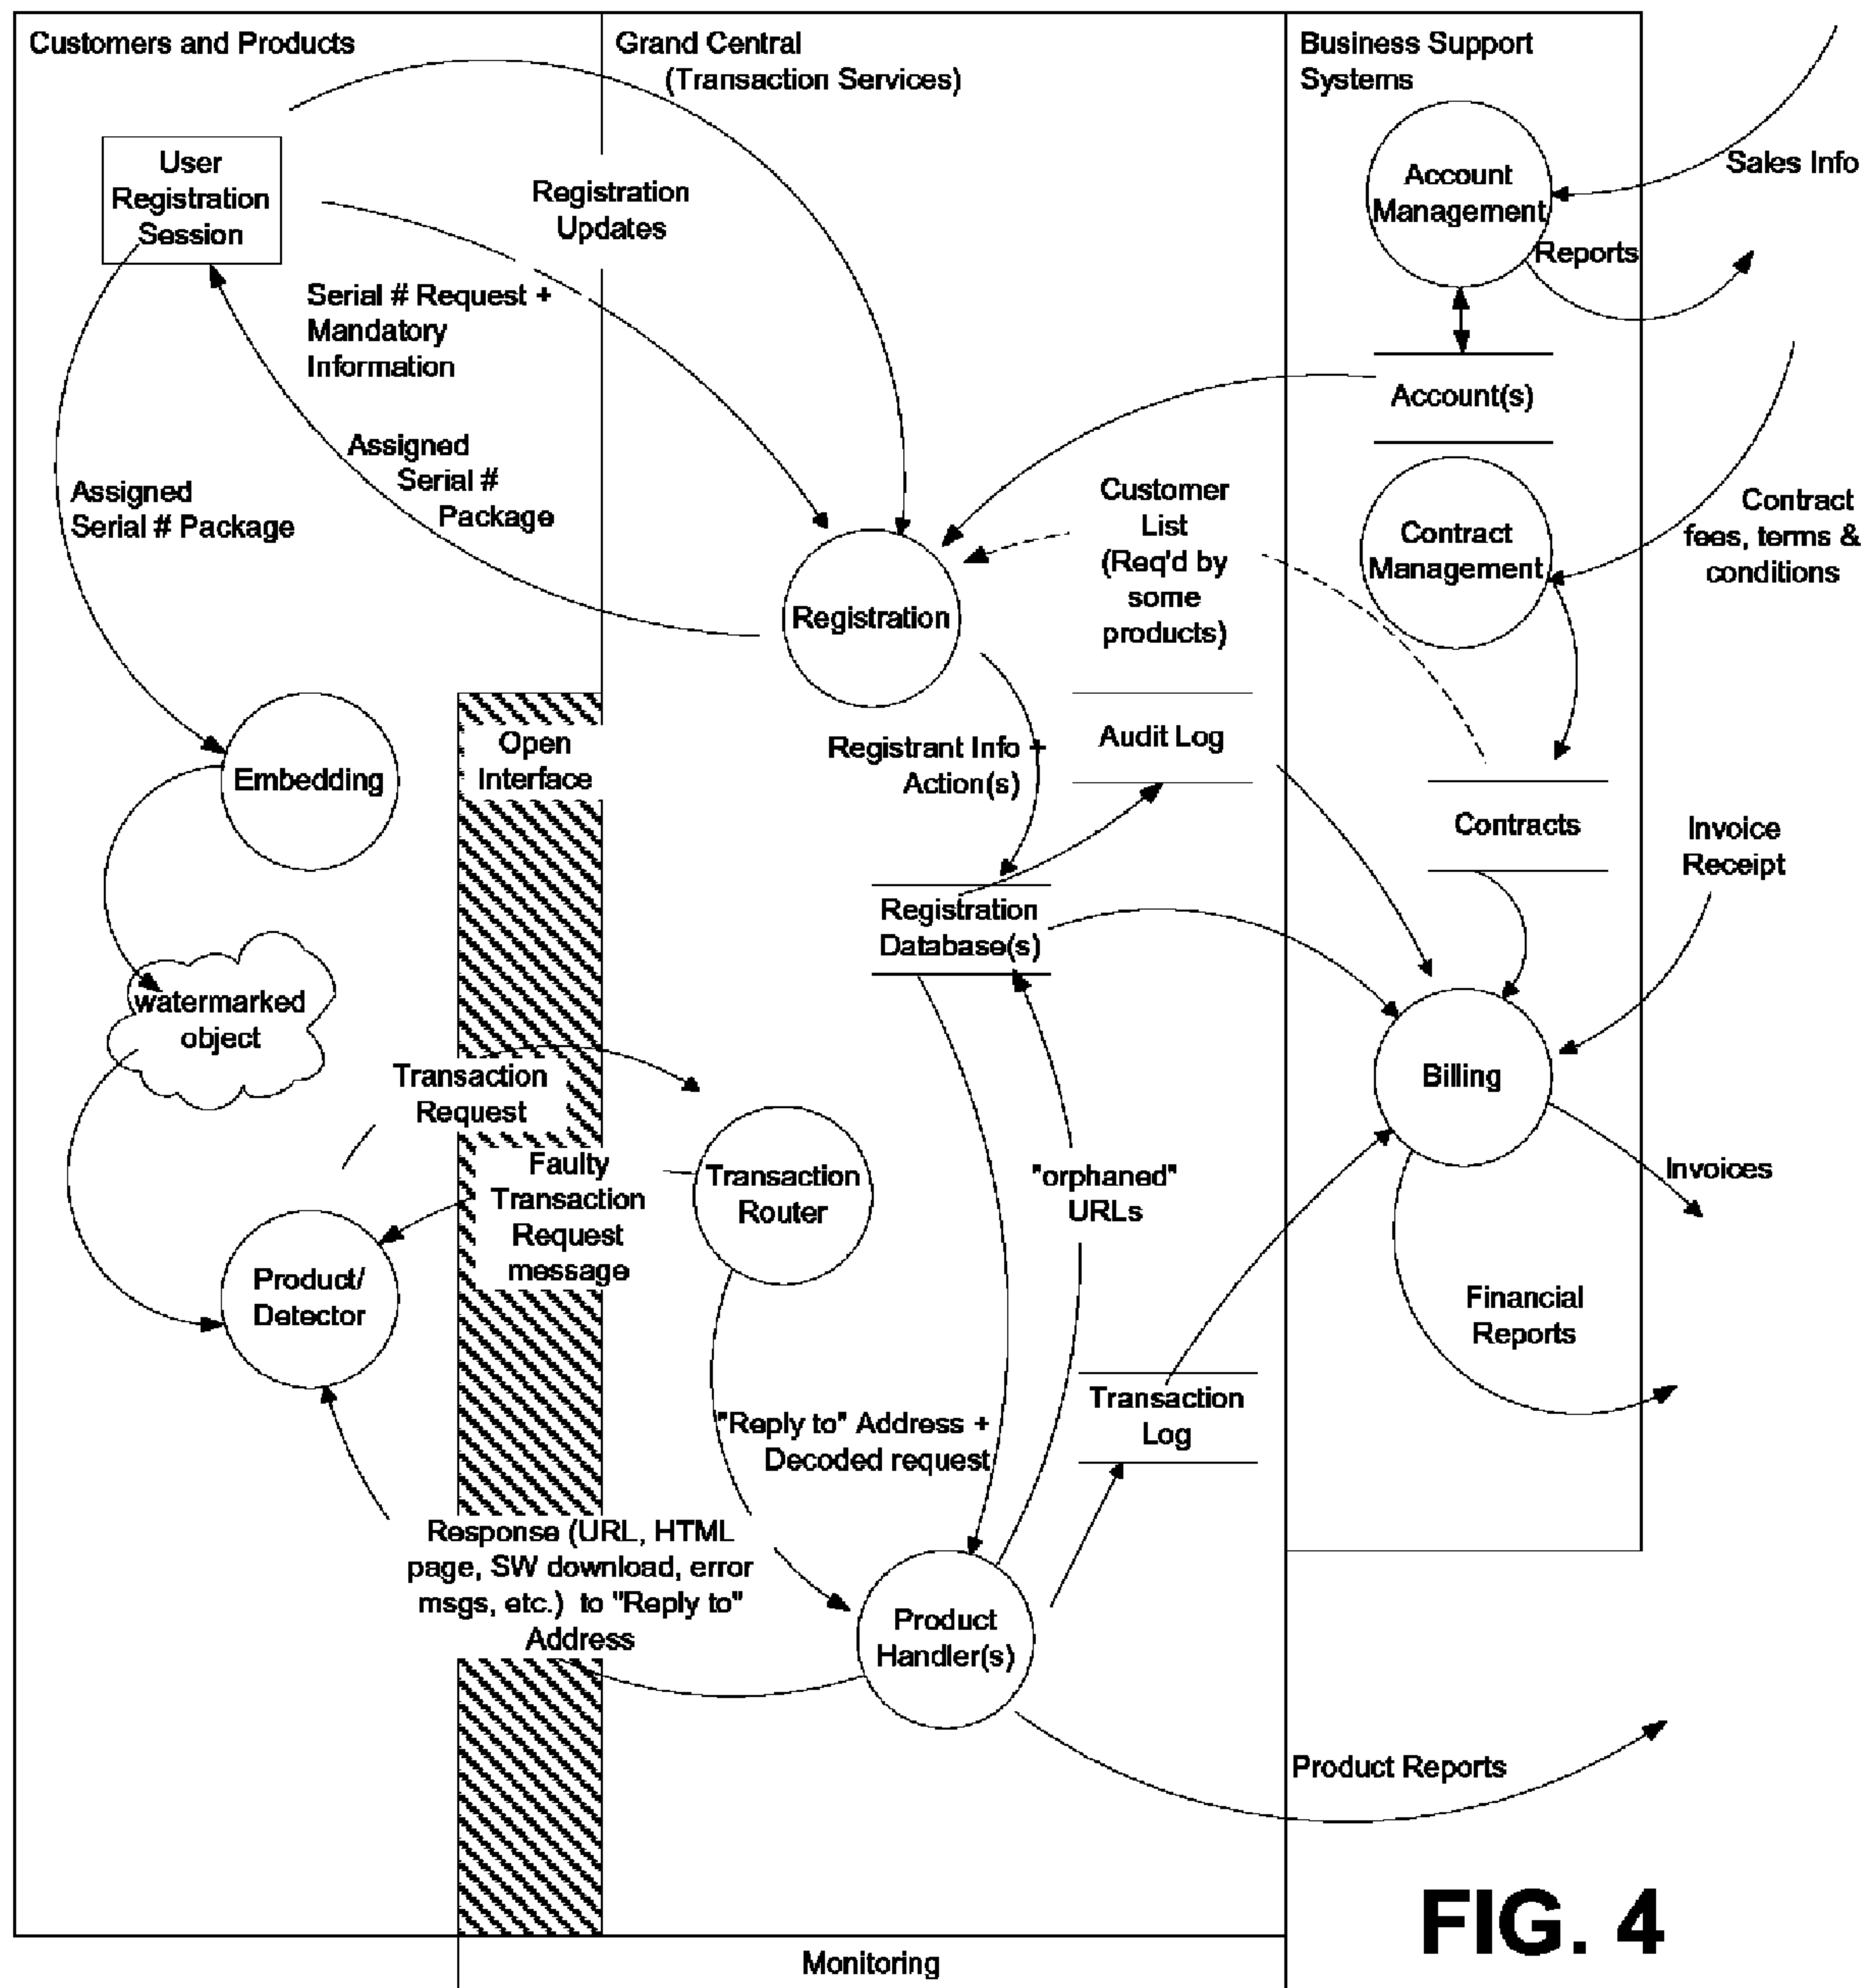 Customers and Products
Grand Central
(Transaction Services)
Business Support
Systems
User
Registration
Session
Registration
Updates
Account
Management
Sales Info
Reports
Serial # Request +
Mandatory
Information
Account(s)
Assigned
Serial #
Package
Assigned
Serial # Package
Customer
List
(Req'd by
some
products)
Contract
Management
Contract
fees, terms &
conditions
Registration
Open
Interface
Registrant Info +
Action(s)
Audit Log
Embedding
Contracts
Invoice
Receipt
Registration
Database(s)
watermarked
object
Transaction
Request
Billing
Faulty
Transaction
Request
message
Transaction
Router
"orphaned"
URLs
Invoices
Product/
Detector
Financial
Reports
"Reply to" Address +
Decoded request
Transaction
Log
Response (URL, HTML
page, SW download, error
msgs, etc.) to "Reply to"
Address
Product
Handler(s)
Product Reports
FIG. 4
Monitoring